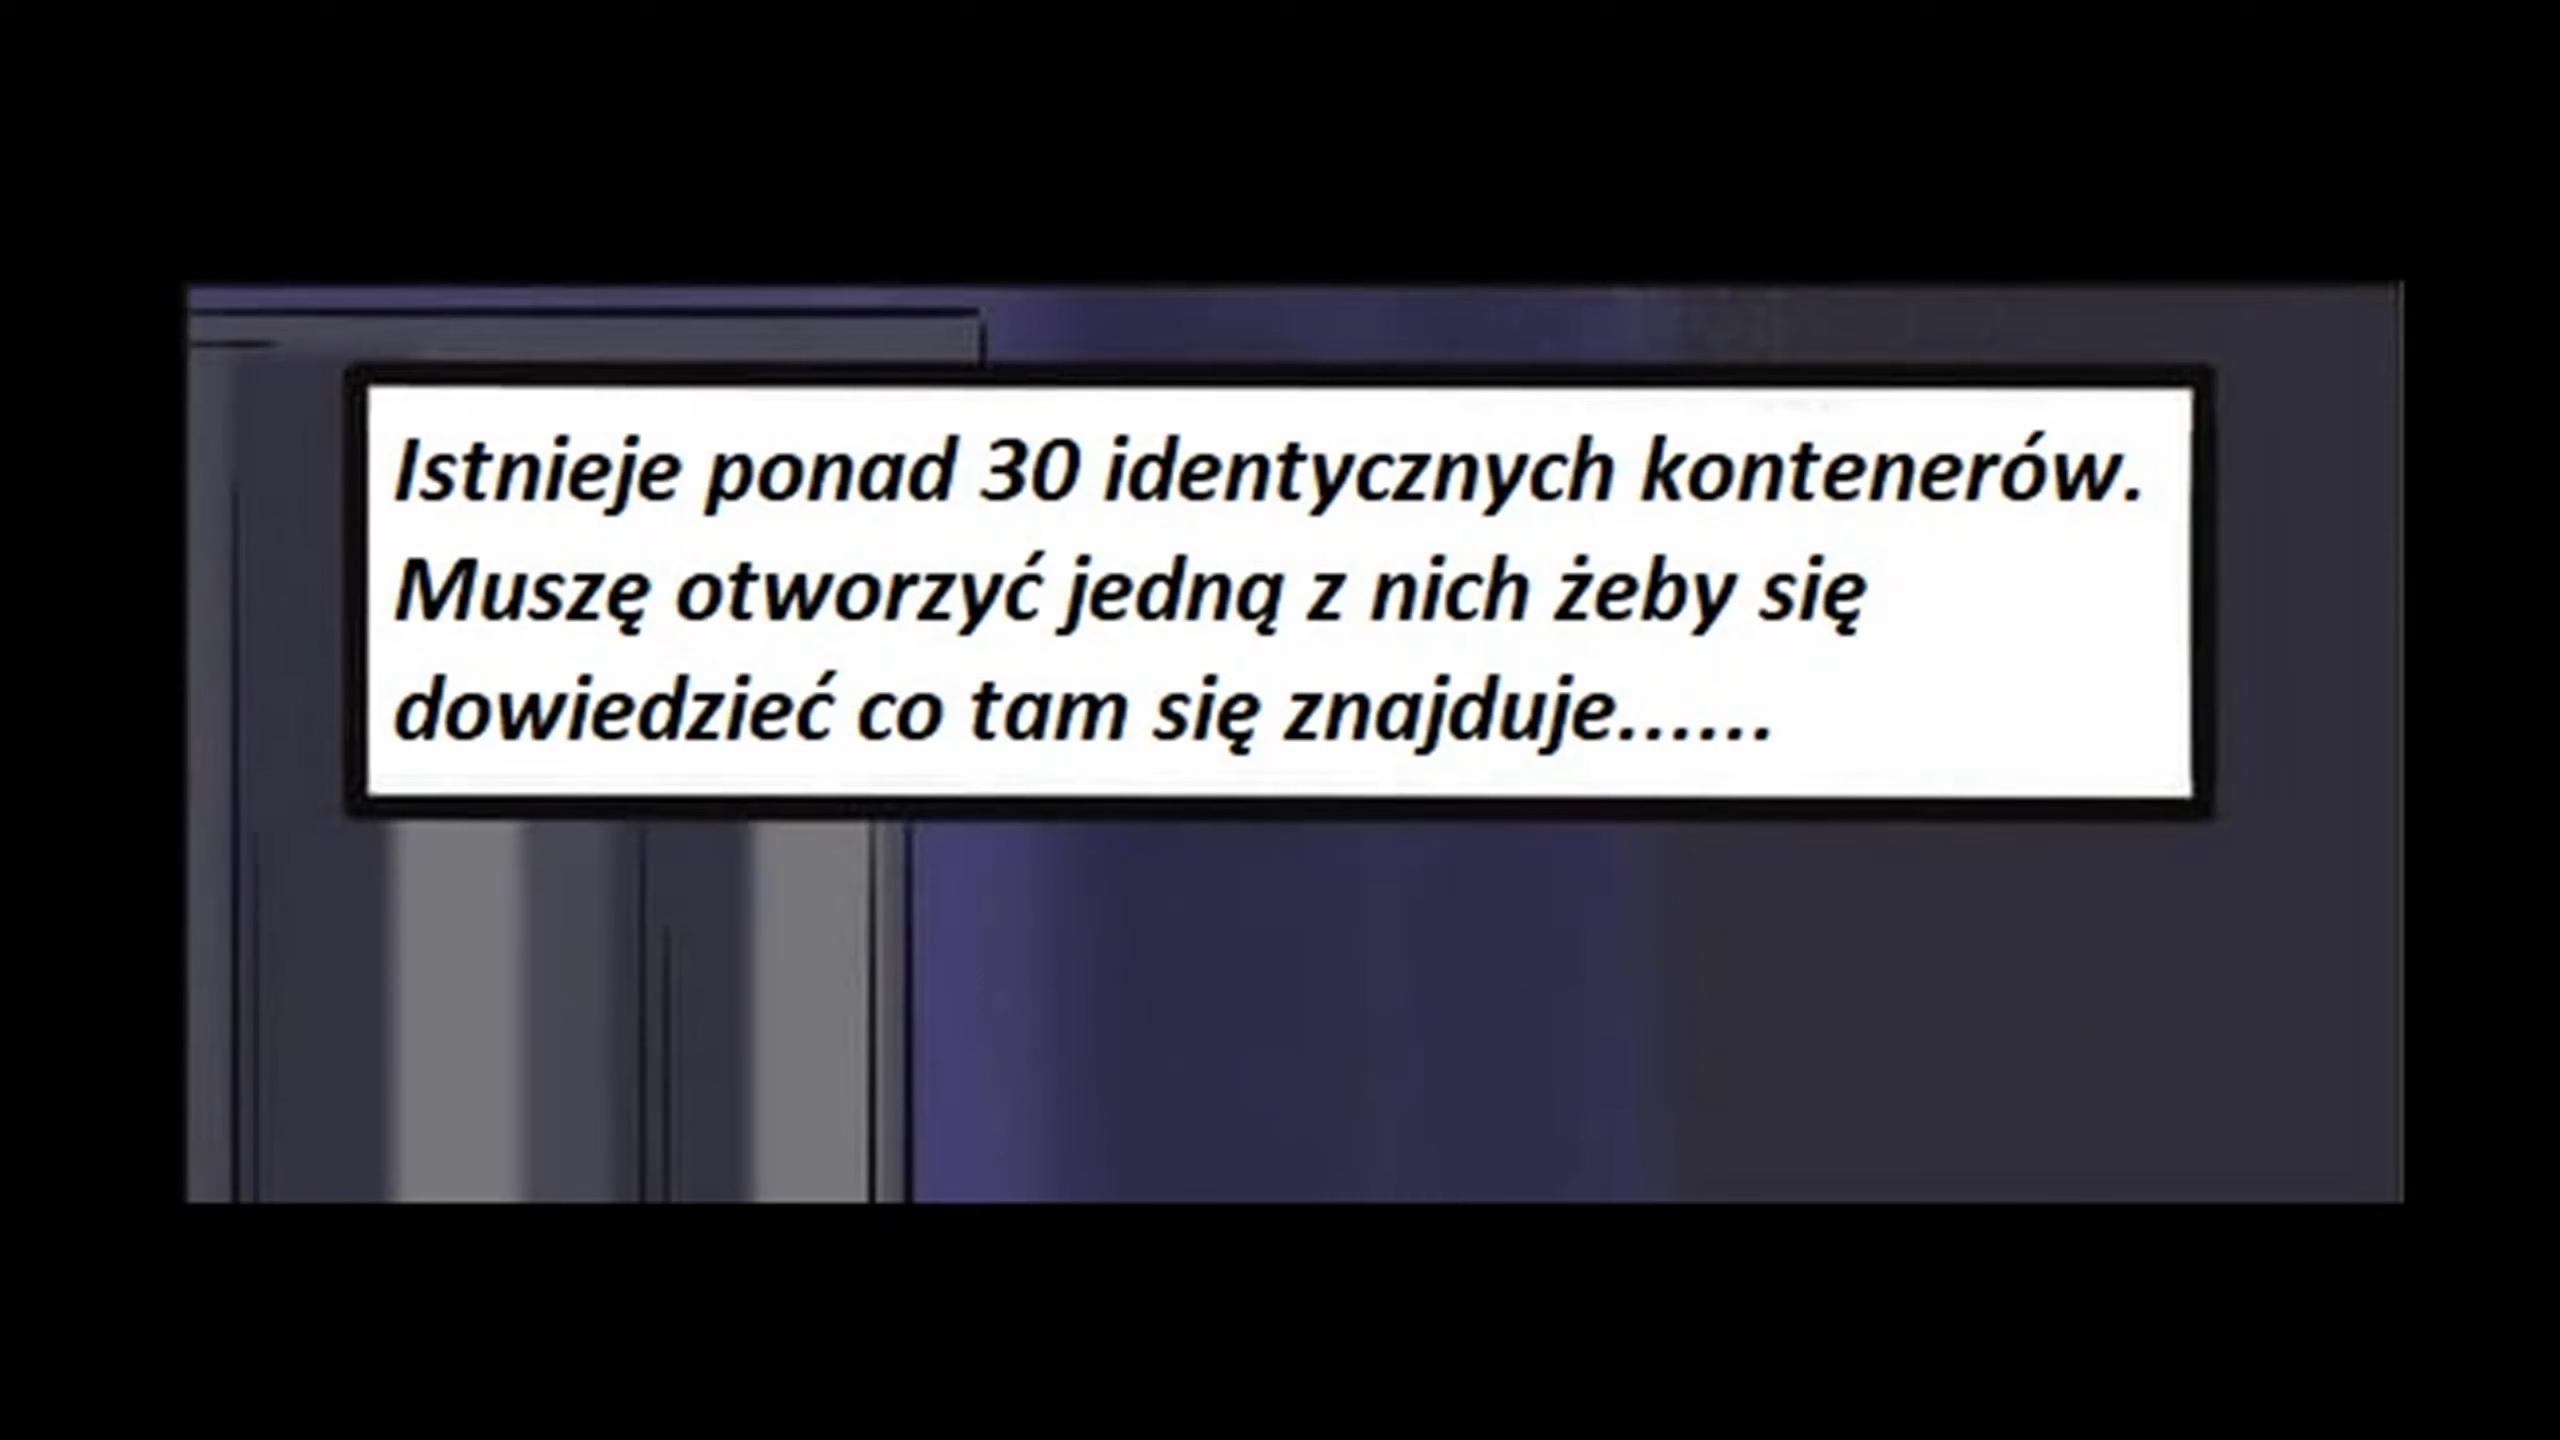 Istnieje ponad 30 identycznych kontenerów.
Muszę otworzyć jedną z nich żeby się
dowiedzieć co tam się znajduje......